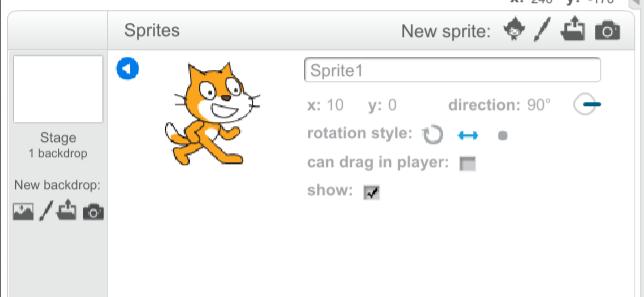 Sprites
New sprite:
Sprite1
x: 10 y: 0 direction: 90°
rotation style:
can drag in player:
show:
Stage
1 backdrop
New backdrop: